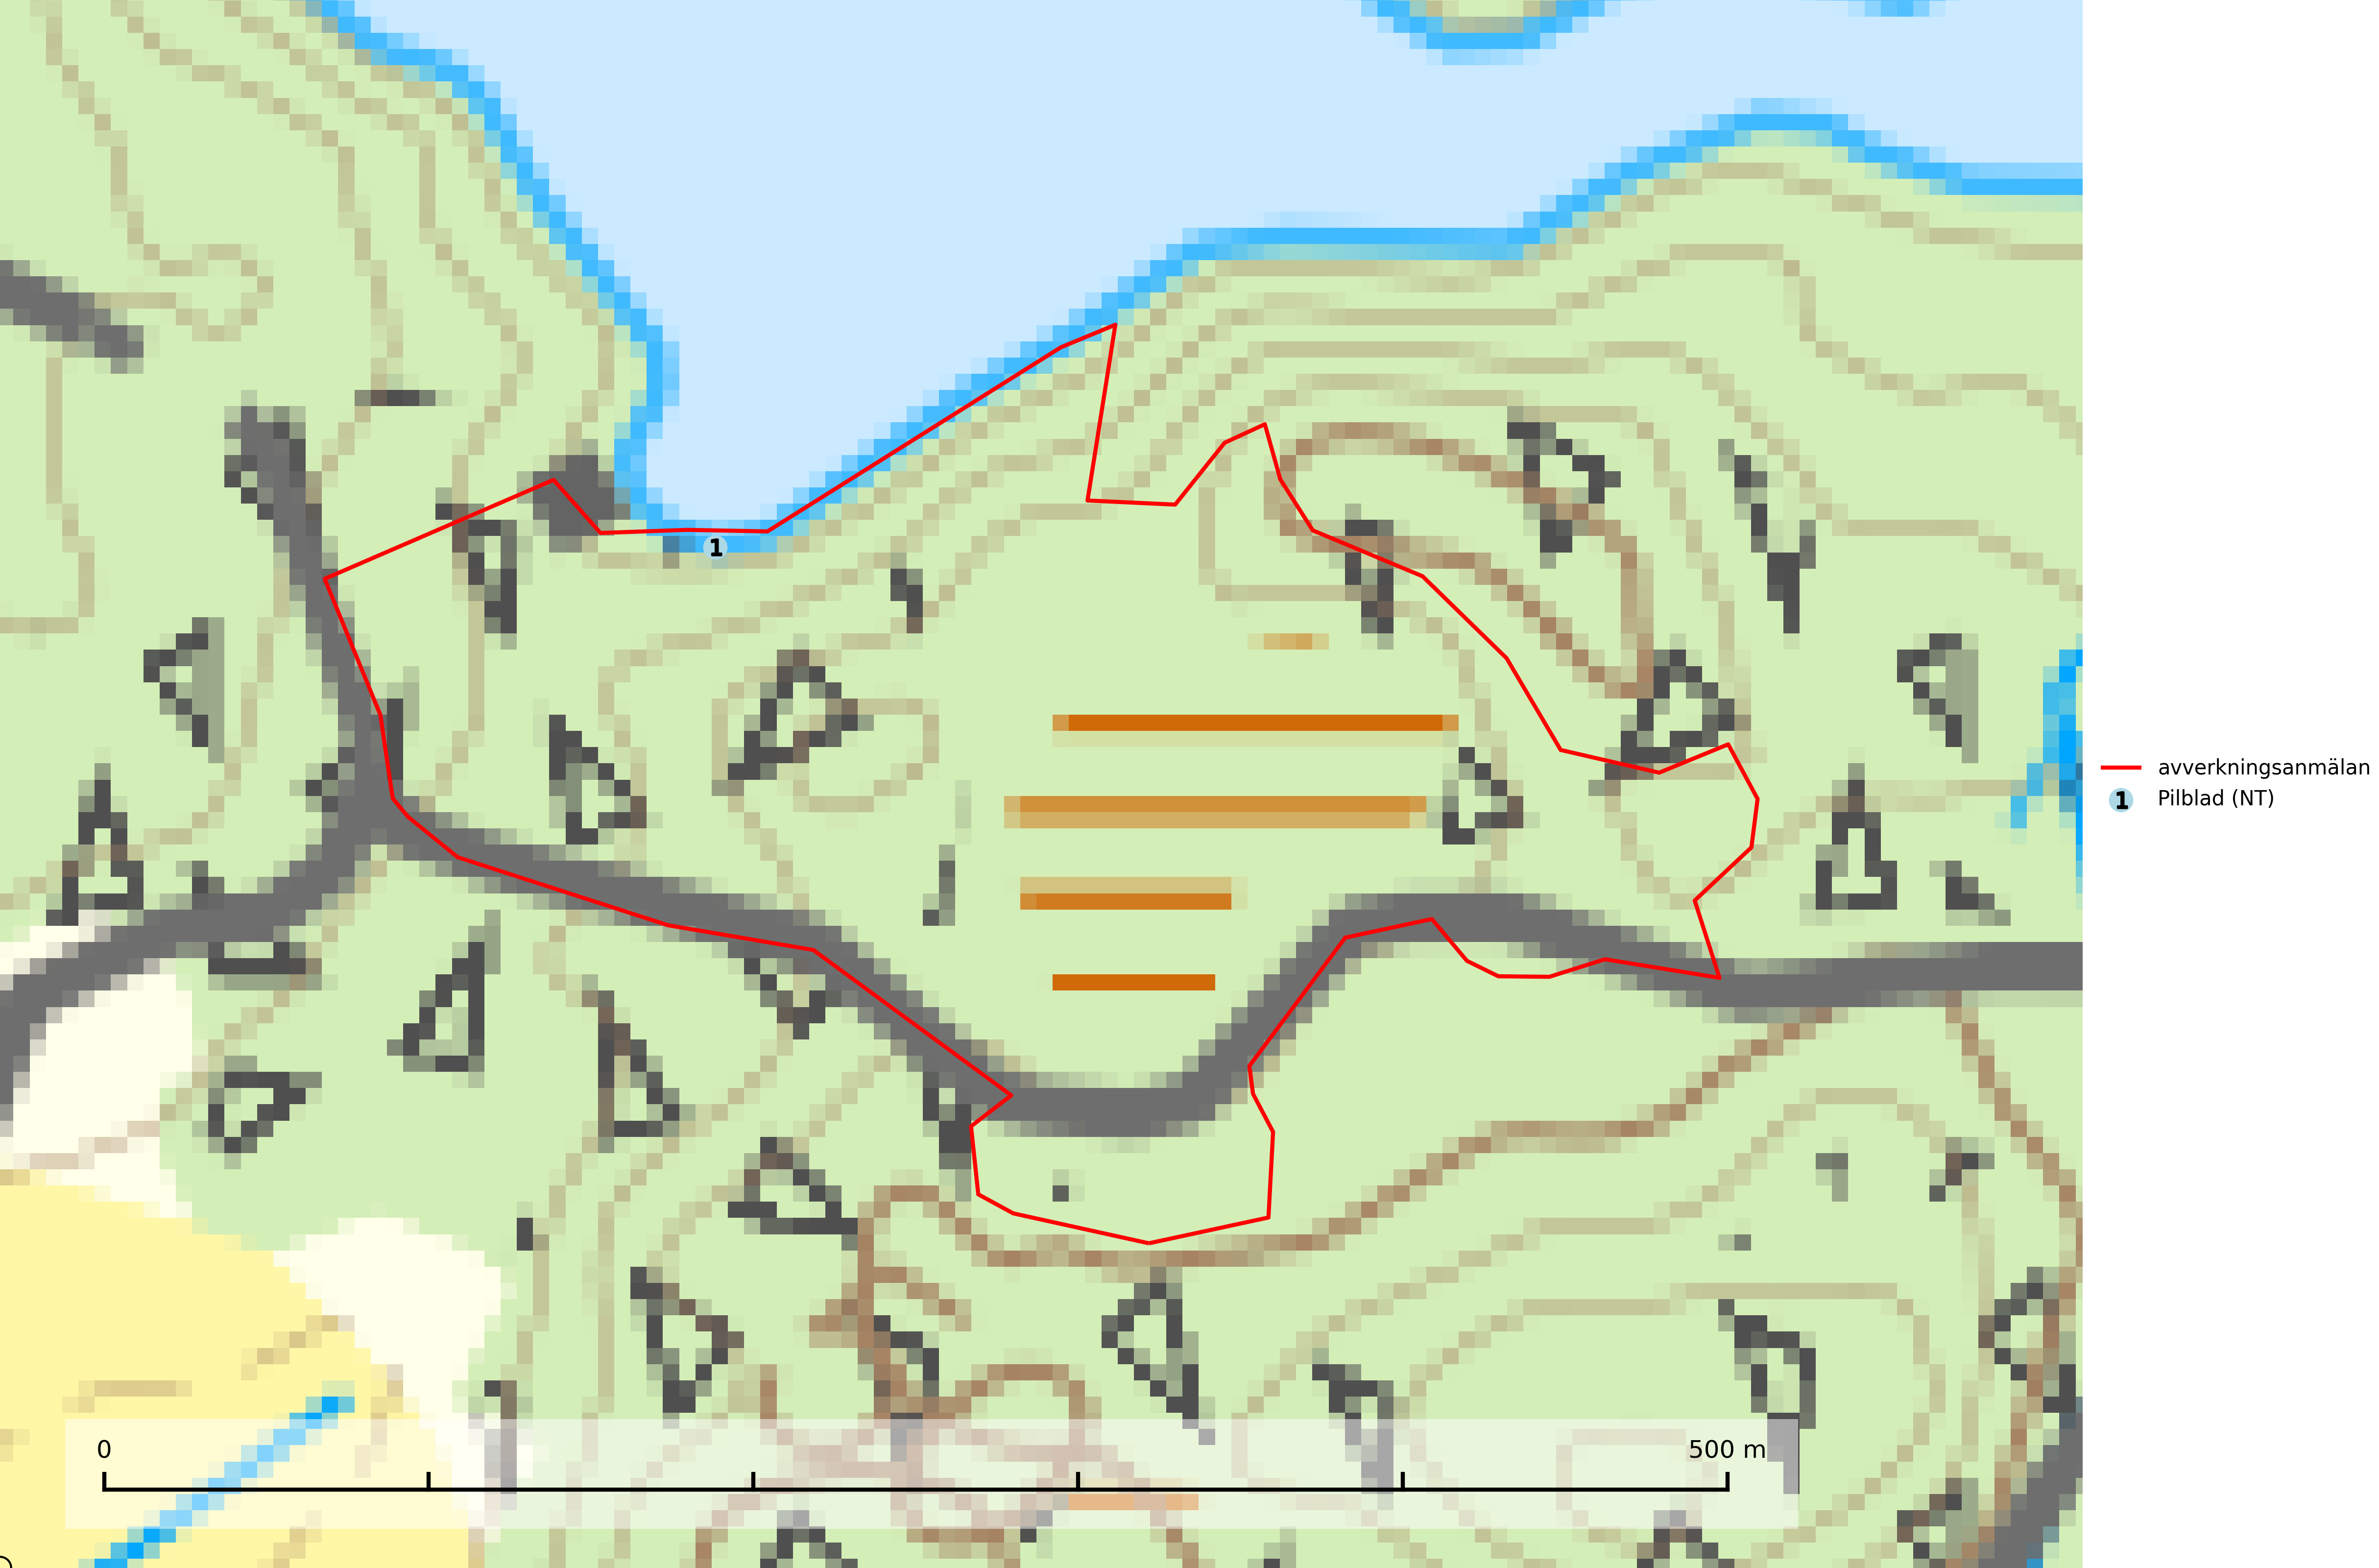 1
avverkningsanmälan
1 Pilblad (NT)
0 500 m